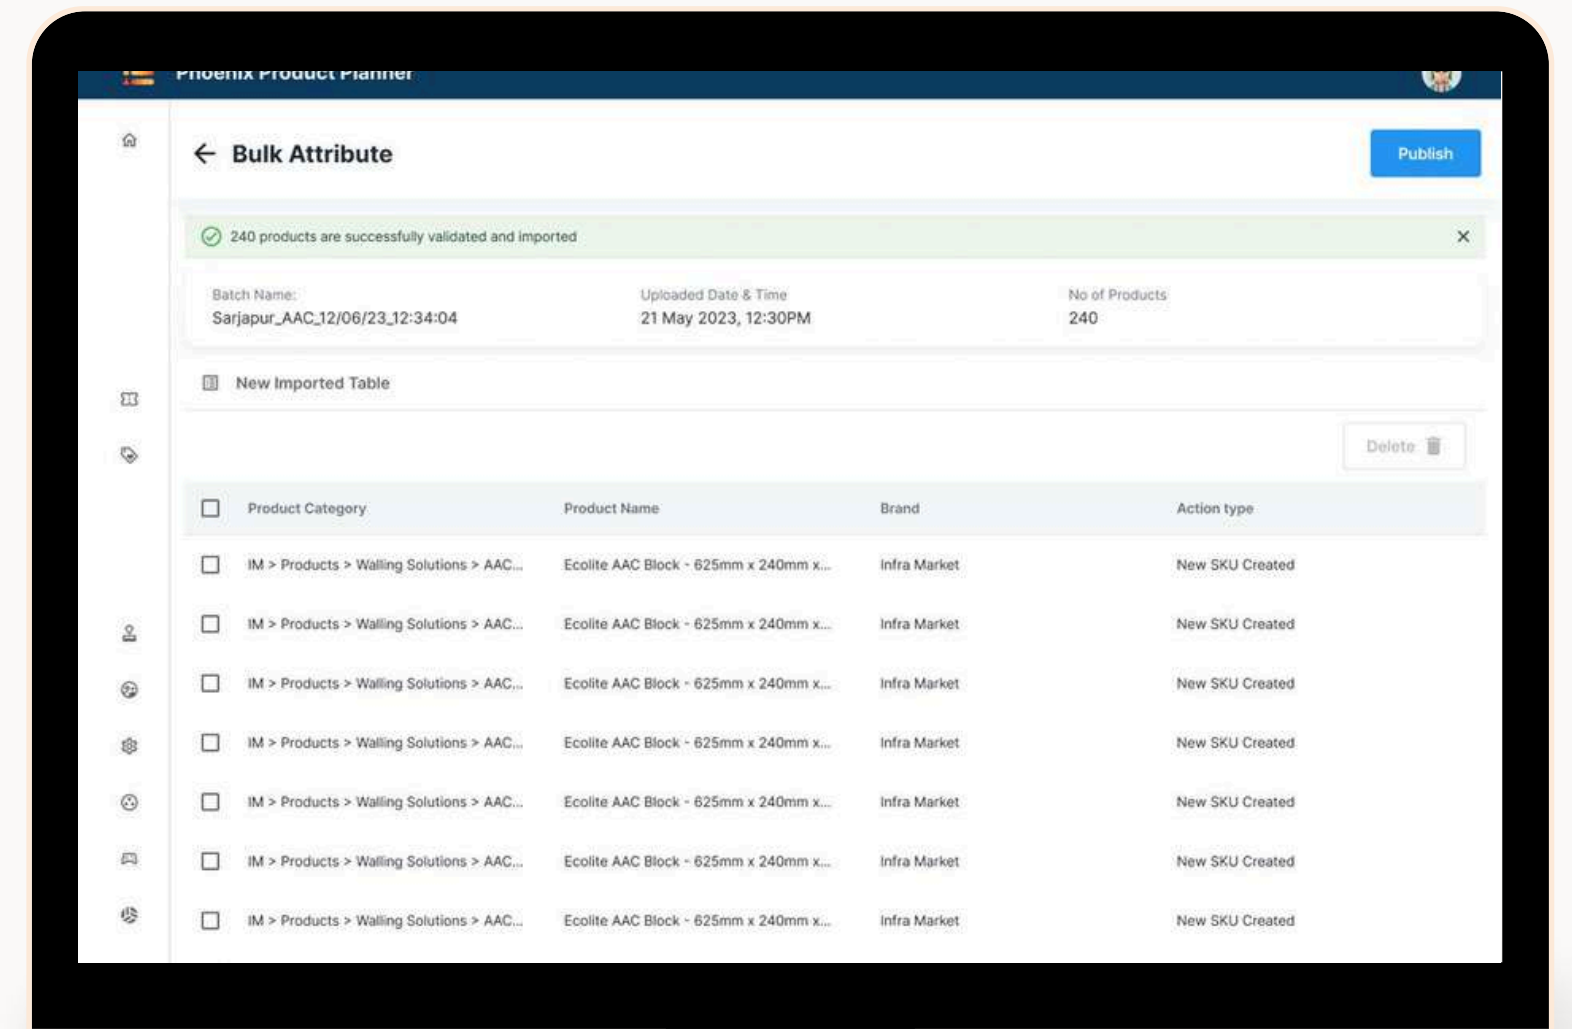 Phoenix Product Planner
Bulk Attribute
Publish
240 products are successfully validated and imported
Batch Name: Uploaded Date & Time No of Products
Sarjapur_AAC_12/06/23_12:34:04 21 May 2023, 12:30PM 240
New Imported Table
Delete
Product Category Product Name Brand Action type
IM > Products > Walling Solutions > AAC... Ecolite AAC Block - 625mm x 240mm x... Infra Market New SKU Created
IM > Products > Walling Solutions > AAC... Ecolite AAC Block - 625mm x 240mm x... Infra Market New SKU Created
IM > Products > Walling Solutions > AAC... Ecolite AAC Block - 625mm x 240mm x... Infra Market New SKU Created
IM > Products > Walling Solutions > AAC... Ecolite AAC Block - 625mm x 240mm x... Infra Market New SKU Created
IM > Products > Walling Solutions > AAC... Ecolite AAC Block - 625mm x 240mm x... Infra Market New SKU Created
IM > Products > Walling Solutions > AAC... Ecolite AAC Block - 625mm x 240mm x... Infra Market New SKU Created
IM > Products > Walling Solutions > AAC... Ecolite AAC Block - 625mm x 240mm x... Infra Market New SKU Created